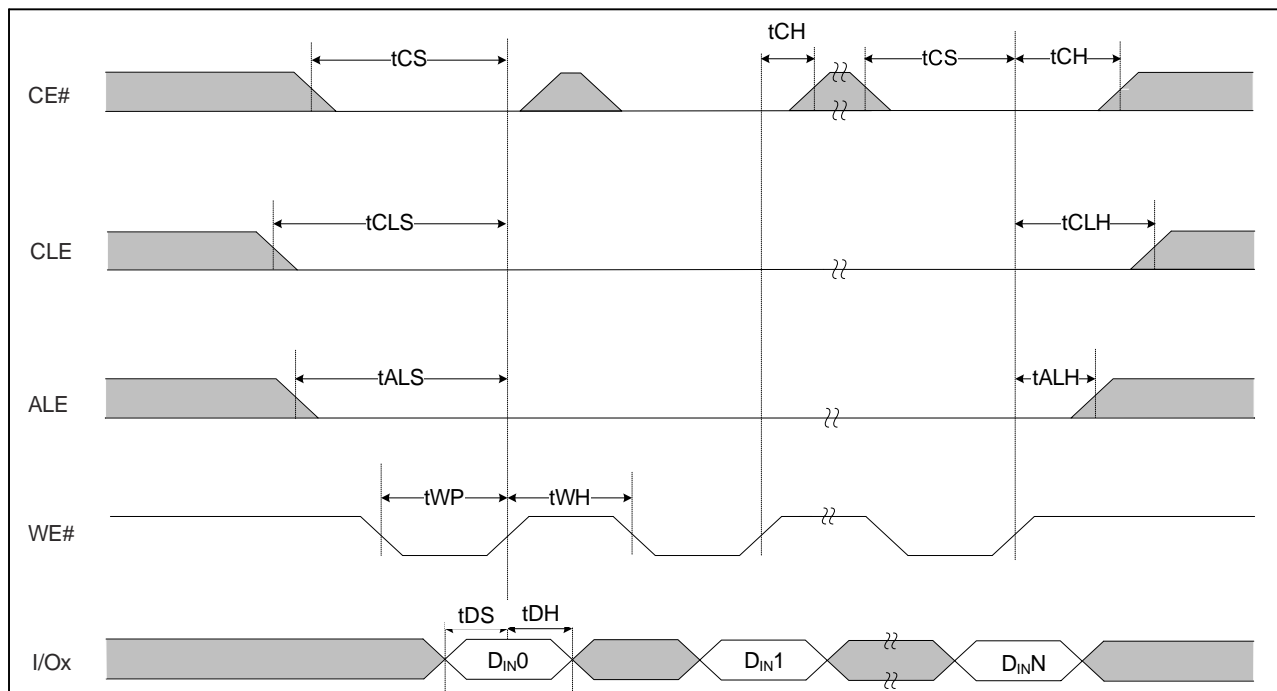 tCS
tCH
tCS
tCH
CE#
tCLS
tCLH
CLE
tALS
tALH
ALE
tWP
tWH
WE#
tDS
tDH
I/Ox
DIN0
DIN1
DINN